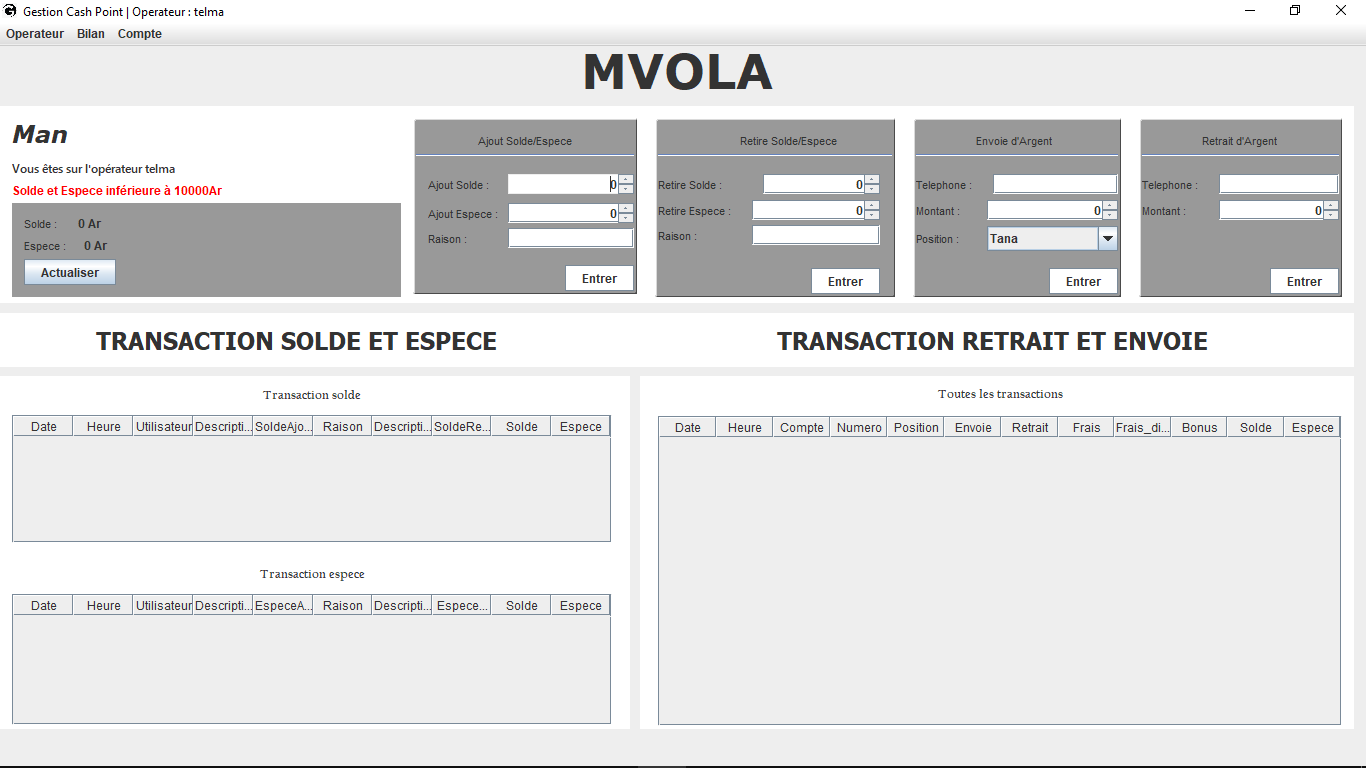 Gestion Cash Point | Operateur : telma
Operateur Bilan Compte
MVOLA
Man
Vous êtes sur l'opérateur telma
Solde et Espece inférieure à 10000Ar
Solde : 0 Ar
Espece : 0 Ar
Actualiser
Ajout Solde/Espece
Ajout Solde : 0
Ajout Espece : 0
Raison :
Entrer
Retire Solde/Espece
Retire Solde : 0
Retire Espece : 0
Raison :
Entrer
Envoie d'Argent
Telephone :
Montant : 0
Position : Tana
Entrer
Retrait d'Argent
Telephone :
Montant : 0
Entrer
TRANSACTION SOLDE ET ESPECE
TRANSACTION RETRAIT ET ENVOIE
Transaction solde
Date Heure Utilisateur Descripti... SoldeAjo... Raison Descripti... SoldeRe... Solde Espece
Transaction espece
Date Heure Utilisateur Descripti... EspeceA... Raison Descripti... Espece... Solde Espece
Toutes les transactions
Date Heure Compte Numero Position Envoie Retrait Frais Frais_di... Bonus Solde Espece